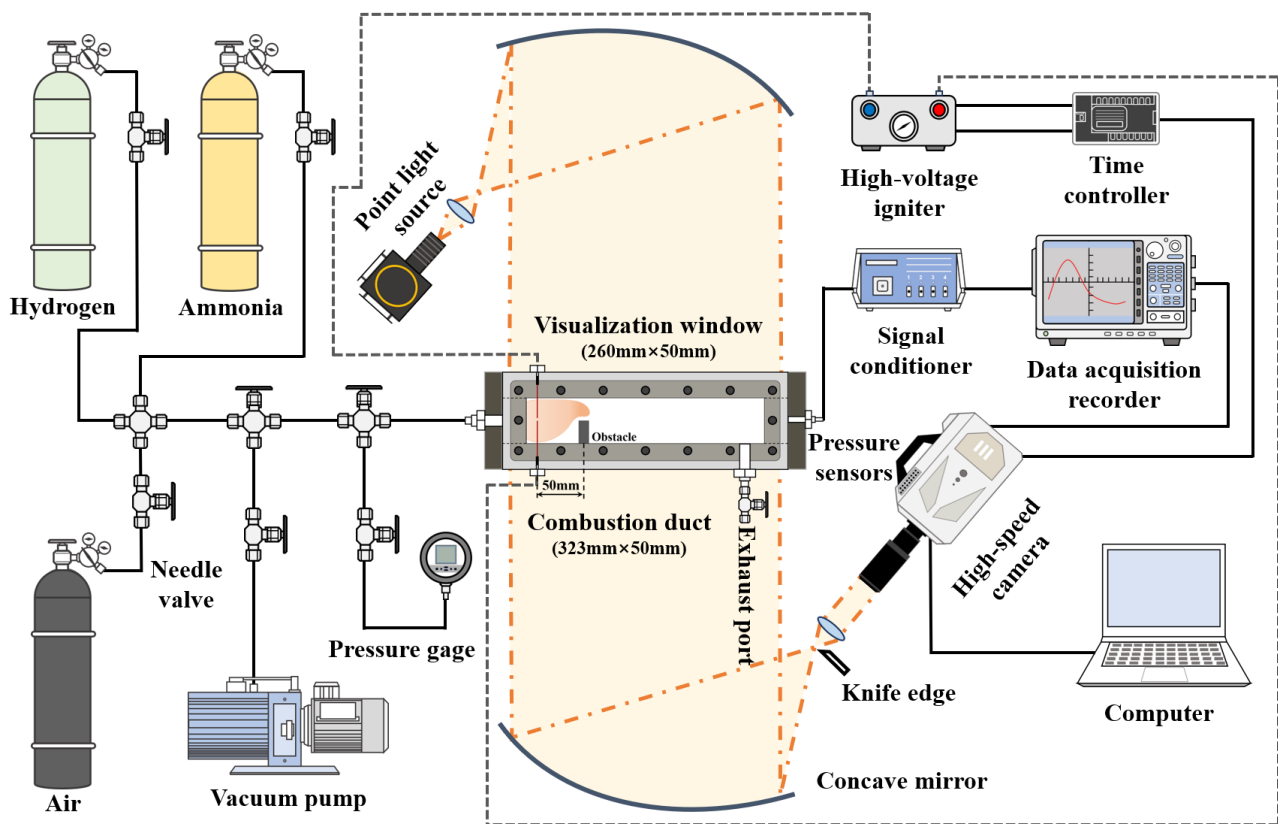 Hydrogen
Ammonia
Point light
source
High-voltage
igniter
Time
controller
Visualization window
(260mm×50mm)
Signal
conditioner
Data acquisition
recorder
Obstacle
50mm
Pressure
sensors
Combustion duct
(323mm×50mm)
Exhaust port
High-speed
camera
Needle
valve
Pressure gage
Knife edge
Computer
Air
Vacuum pump
Concave mirror